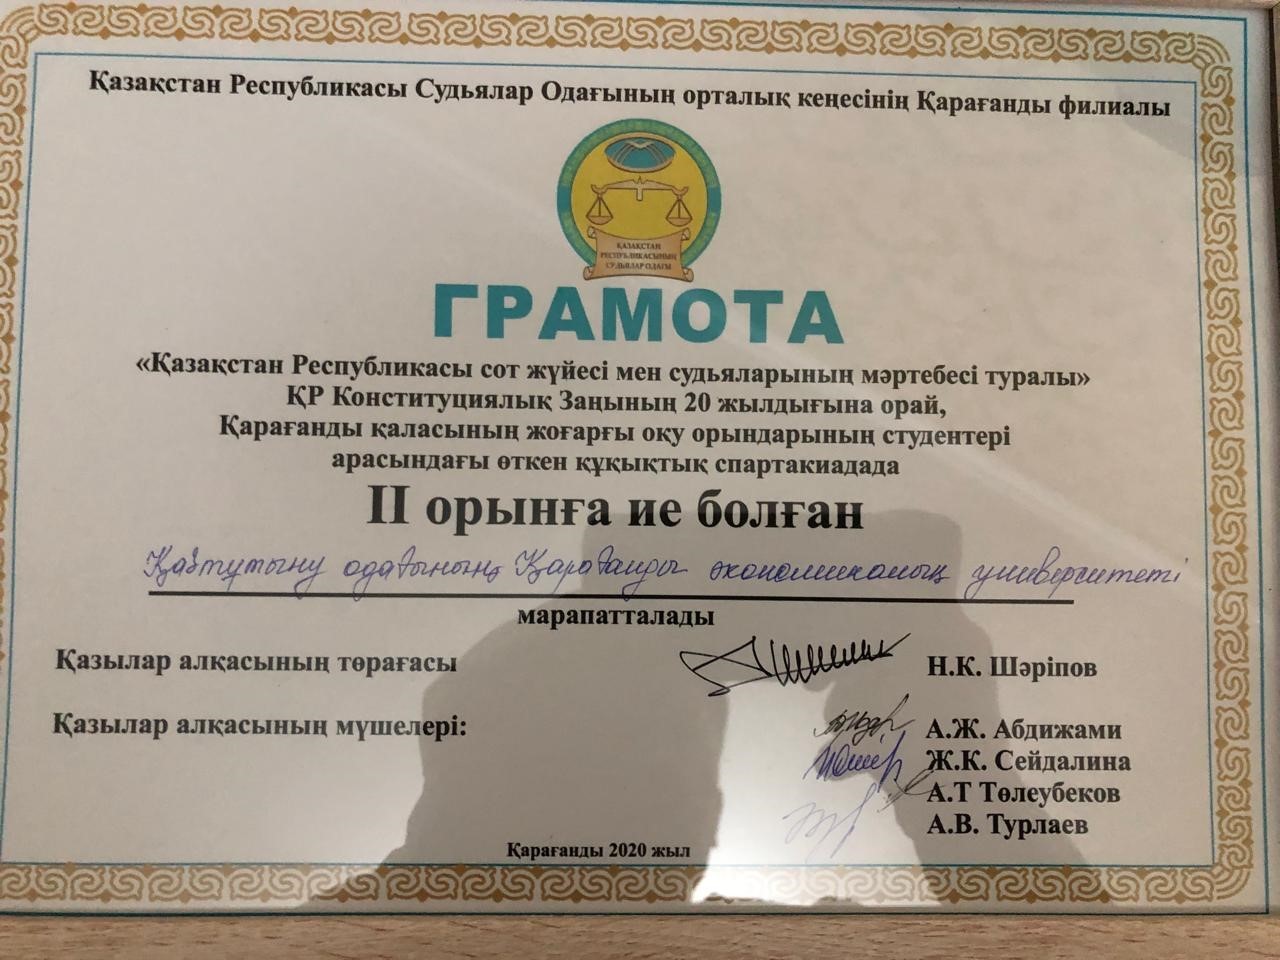 Қазақстан Республикасы Судьялар Одағының орталық кеңесінің Қарағанды филиалы
ҚАЗАҚСТАН
РЕСПУБЛИКАСЫНЫҢ
СУДЬЯЛАР ОДАҒЫ
ГРАМОТА
«Қазақстан Республикасы сот жүйесі мен судьяларының мәртебесі туралы»
ҚР Конституциялық Заңының 20 жылдығына орай,
Қарағанды қаласының жоғарғы оқу орындарының студентері
арасындағы өткен құқықтық спартакиадада
II орынға ие болған
Қазтұтыну одағының Қарағанды экономикалық университеті
марапатталады
Қазылар алқасының төрағасы Н.К. Шәріпов
Қазылар алқасының мүшелері: А.Ж. Абдижами
Ж.К. Сейдалина
А.Т Төлеубеков
А.В. Турлаев
Қарағанды 2020 жыл